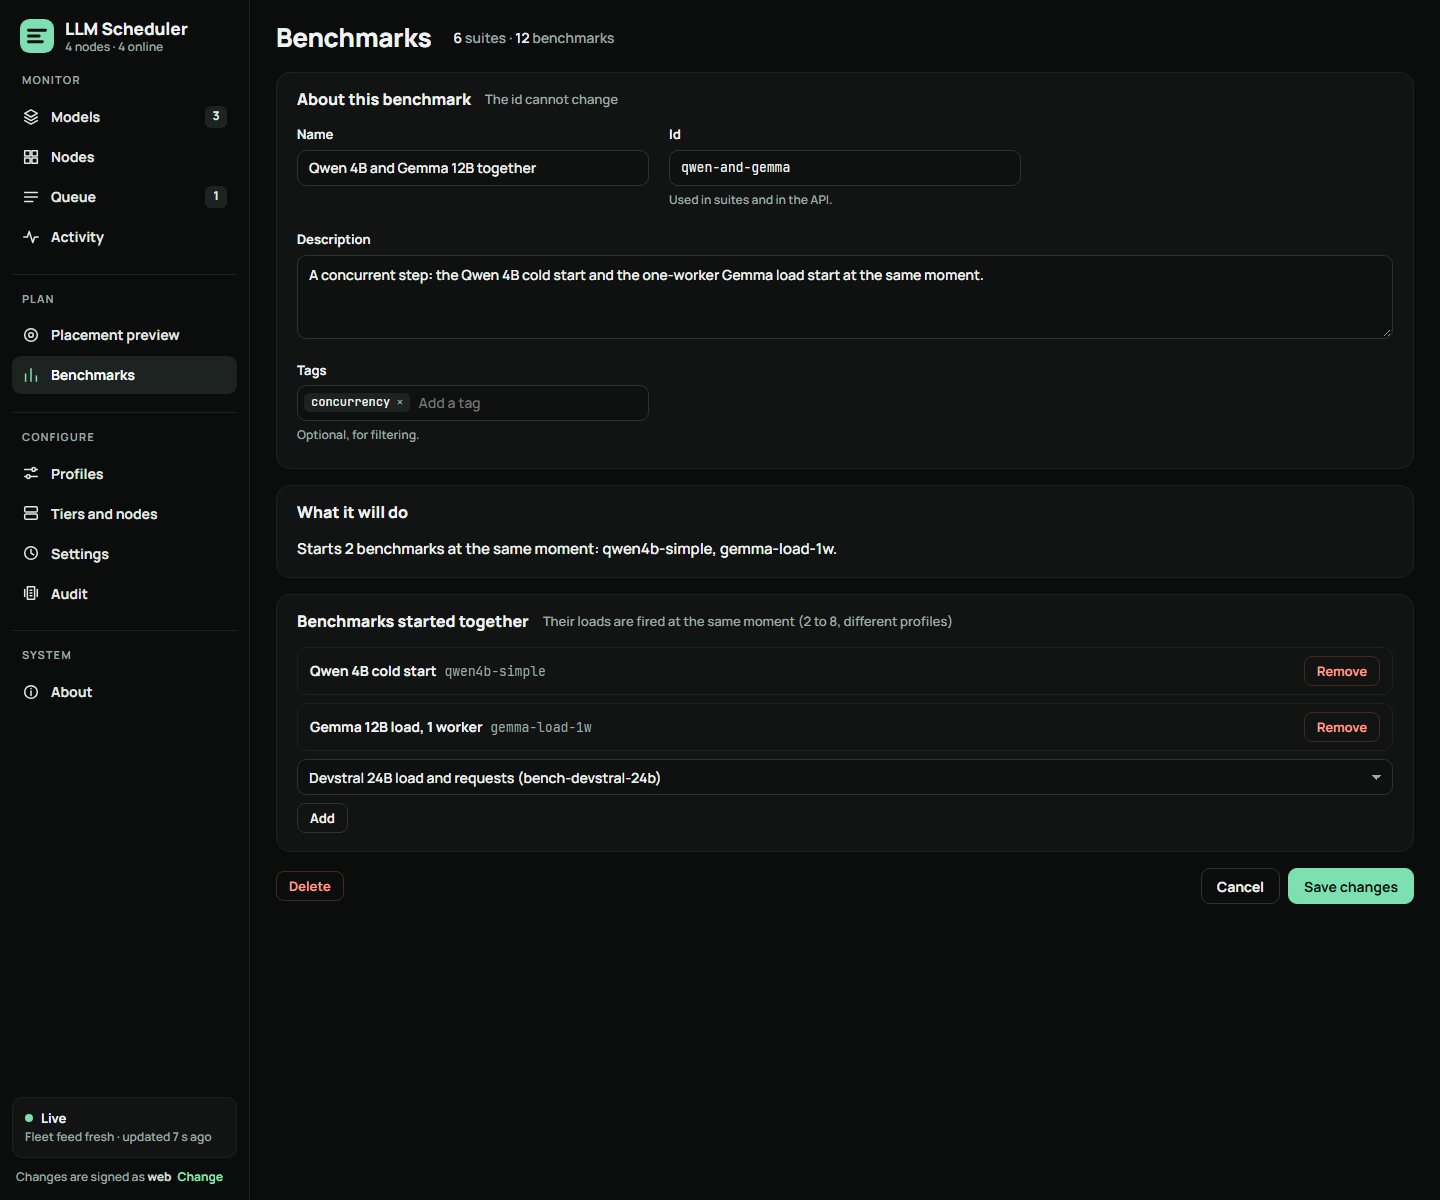 LLM Scheduler
4 nodes · 4 online
MONITOR
Models 3
Nodes
Queue 1
Activity
PLAN
Placement preview
Benchmarks
CONFIGURE
Profiles
Tiers and nodes
Settings
Audit
SYSTEM
About
Live
Fleet feed fresh · updated 7 s ago
Changes are signed as web Change
Benchmarks 6 suites · 12 benchmarks
About this benchmark The id cannot change
Name
Qwen 4B and Gemma 12B together
Id
qwen-and-gemma
Used in suites and in the API.
Description
A concurrent step: the Qwen 4B cold start and the one-worker Gemma load start at the same moment.
Tags
concurrency × Add a tag
Optional, for filtering.
What it will do
Starts 2 benchmarks at the same moment: qwen4b-simple, gemma-load-1w.
Benchmarks started together Their loads are fired at the same moment (2 to 8, different profiles)
Qwen 4B cold start qwen4b-simple Remove
Gemma 12B load, 1 worker gemma-load-1w Remove
Devstral 24B load and requests (bench-devstral-24b)
Add
Delete Cancel Save changes